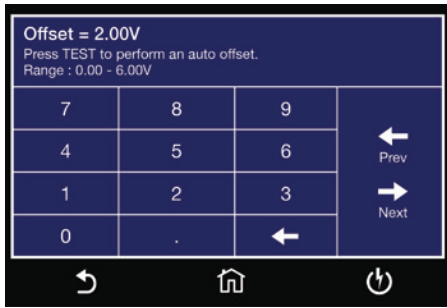 Offset = 2.00V
Press TEST to perform an auto offset.
Range : 0.00 - 6.00V
7 8 9
4 5 6
Prev
1 2 3
Next
0 .